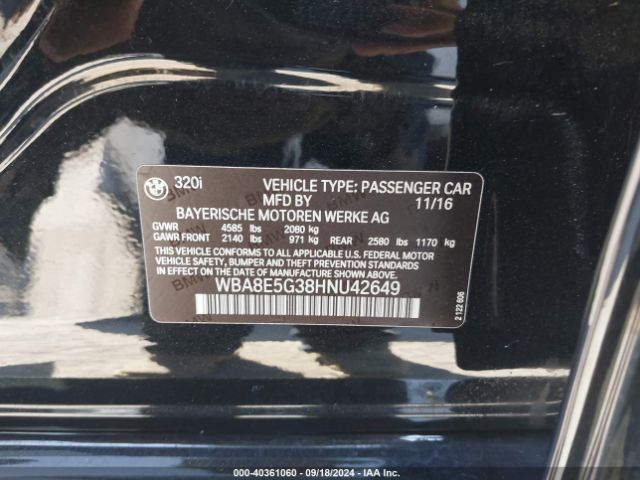 320i VEHICLE TYPE: PASSENGER CAR
MFD BY 11/16
BAYERISCHE MOTOREN WERKE AG
GVWR 4585 lbs 2080 kg
GAWR FRONT 2140 lbs 971 kg REAR 2580 lbs 1170 kg
THIS VEHICLE CONFORMS TO ALL APPLICABLE U.S. FEDERAL MOTOR
VEHICLE SAFETY, BUMPER, AND THEFT PREVENTION STANDARDS IN
EFFECT ON THE DATE OF MANUFACTURE SHOWN ABOVE.
WBA8E5G38HNU42649
2 122 606
000-40361060 - 09/18/2024 - IAA Inc.